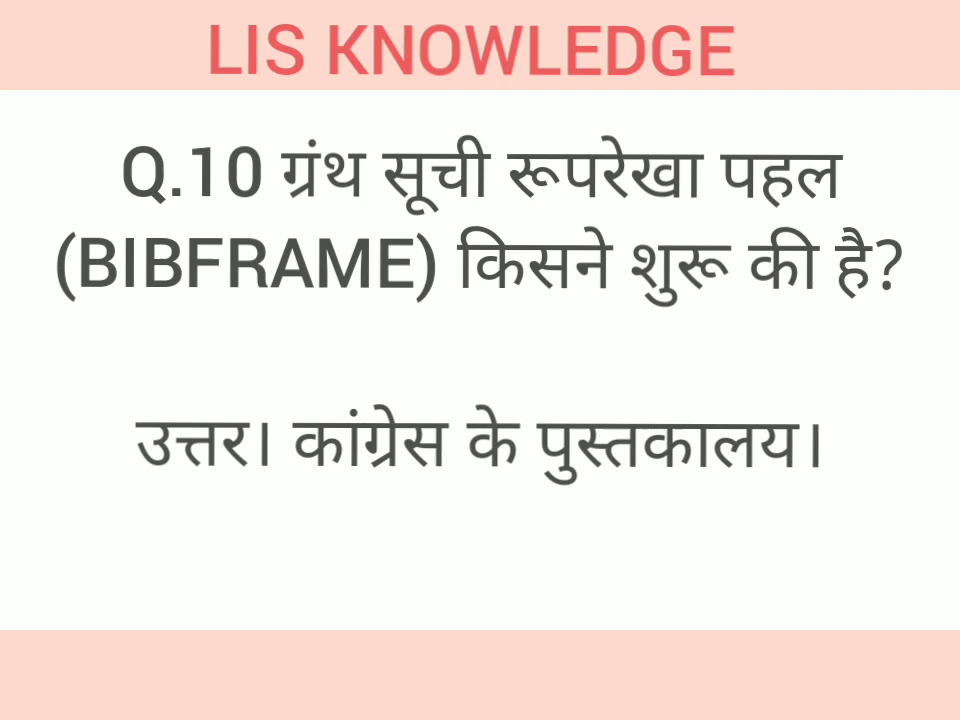 LIS KNOWLEDGE
Q.10 ग्रंथ सूची रूपरेखा पहल
(BIBFRAME) किसने शुरू की है?
उत्तर। कांग्रेस के पुस्तकालय।